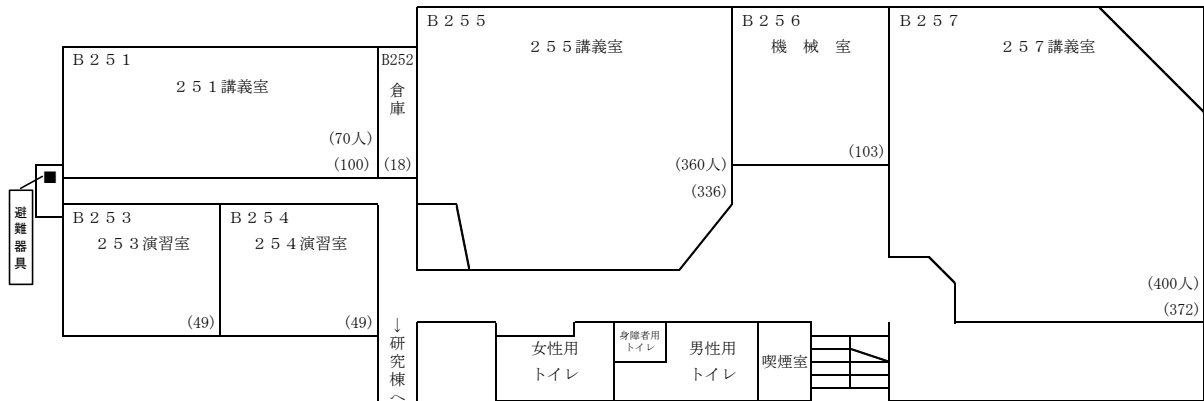 B251
251講義室
(70人)
(100)
B252
倉庫
(18)
B255
255講義室
(360人)
(336)
B256
機械室
(103)
B257
257講義室
(400人)
(372)
避難器具
B253
253演習室
(49)
B254
254演習室
(49)
↓研究棟へ
女性用
トイレ
身障者用
トイレ
男性用
トイレ
喫煙室